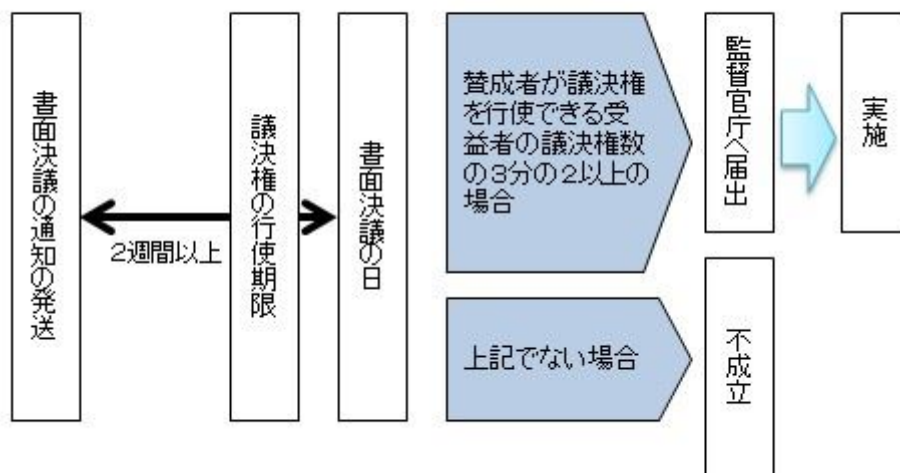 書面決議の通知の発送
2週間以上
議決権の行使期限
書面決議の日
賛成者が議決権
を行使できる受
益者の議決権数
の3分の2以上の
場合
監督官庁へ届出
実施
上記でない場合
不成立